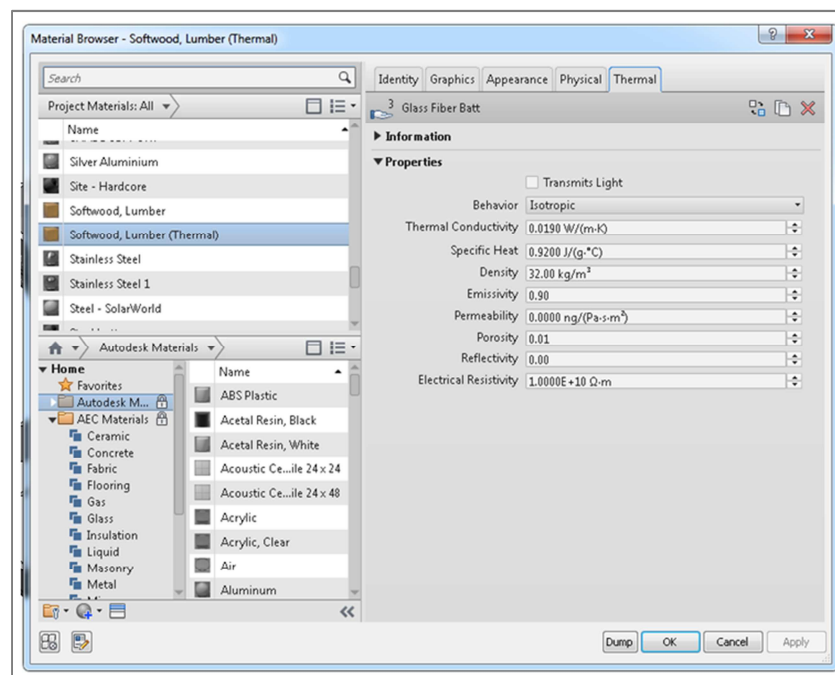 Material Browser - Softwood, Lumber (Thermal)
Search
Project Materials: All
Name
Silver Aluminium
Site - Hardcore
Softwood, Lumber
Softwood, Lumber (Thermal)
Stainless Steel
Stainless Steel 1
Steel - SolarWorld
Autodesk Materials
Home
Favorites
Autodesk M...
AEC Materials
Ceramic
Concrete
Fabric
Flooring
Gas
Glass
Insulation
Liquid
Masonry
Metal
Name
ABS Plastic
Acetal Resin, Black
Acetal Resin, White
Acoustic Ce...ile 24 x 24
Acoustic Ce...ile 24 x 48
Acrylic
Acrylic, Clear
Air
Aluminum
Identity Graphics Appearance Physical Thermal
3 Glass Fiber Batt
Information
Properties
Transmits Light
Behavior Isotropic
Thermal Conductivity 0.0190 W/(m·K)
Specific Heat 0.9200 J/(g·°C)
Density 32.00 kg/m³
Emissivity 0.90
Permeability 0.0000 ng/(Pa·s·m²)
Porosity 0.01
Reflectivity 0.00
Electrical Resistivity 1.0000E+10 Ω·m
Dump OK Cancel Apply